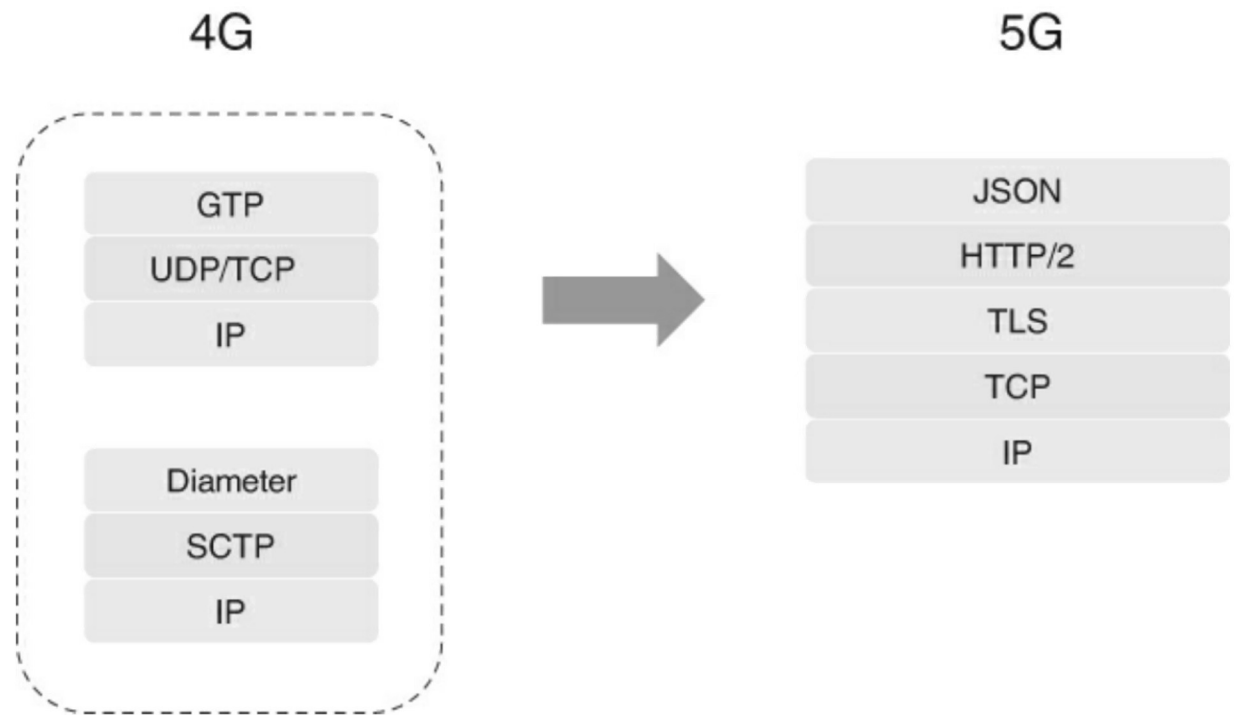 4G
5G
GTP
UDP/TCP
IP
Diameter
SCTP
IP
JSON
HTTP/2
TLS
TCP
IP